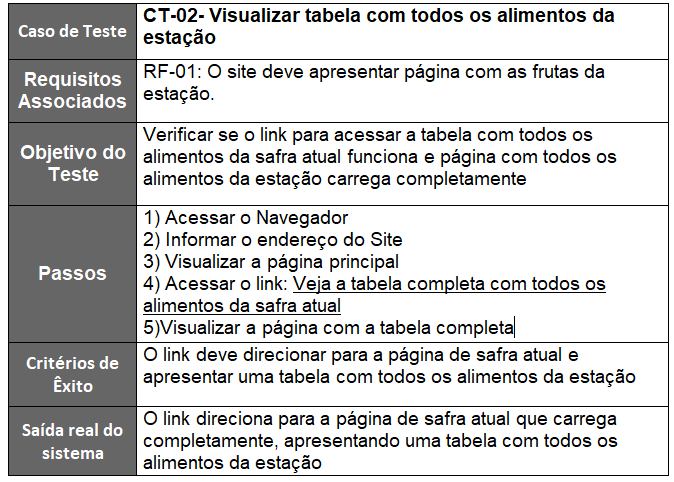 Caso de Teste
CT-02- Visualizar tabela com todos os alimentos da
estação
Requisitos
Associados
RF-01: O site deve apresentar página com as frutas da
estação.
Objetivo do
Teste
Verificar se o link para acessar a tabela com todos os
alimentos da safra atual funciona e página com todos os
alimentos da estação carrega completamente
Passos
1) Acessar o Navegador
2) Informar o endereço do Site
3) Visualizar a página principal
4) Acessar o link: Veja a tabela completa com todos os
alimentos da safra atual
5)Visualizar a página com a tabela completa
Critérios de
Êxito
O link deve direcionar para a página de safra atual e
apresentar uma tabela com todos os alimentos da estação
Saída real do
sistema
O link direciona para a página de safra atual que carrega
completamente, apresentando uma tabela com todos os
alimentos da estação